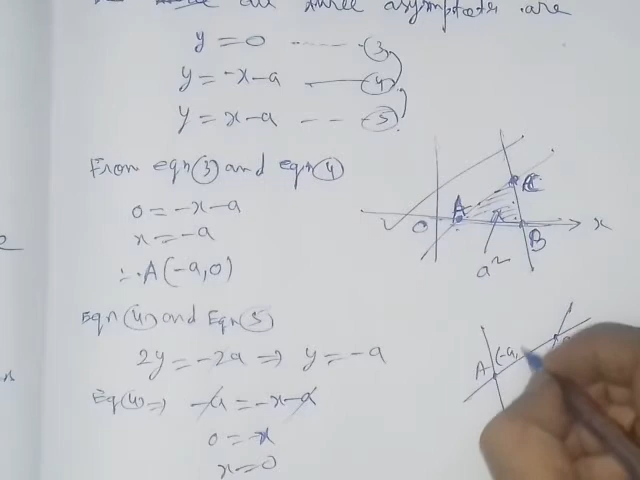 all three asymptotes are
y = 0 ------ (3)
y = -x-a —— (4)
y = x-a --- (5)
From eqn (3) and eqn (4)
0 = -x-a
x = -a
∴ A(-a,0)
Eqn (4) and Eqn (5)
2y = -2a ⇒ y = -a
Eq (4) ⇒ -a = -x-a
0 = -x
x = 0
A
C
O
B
x
a²
A (-a,